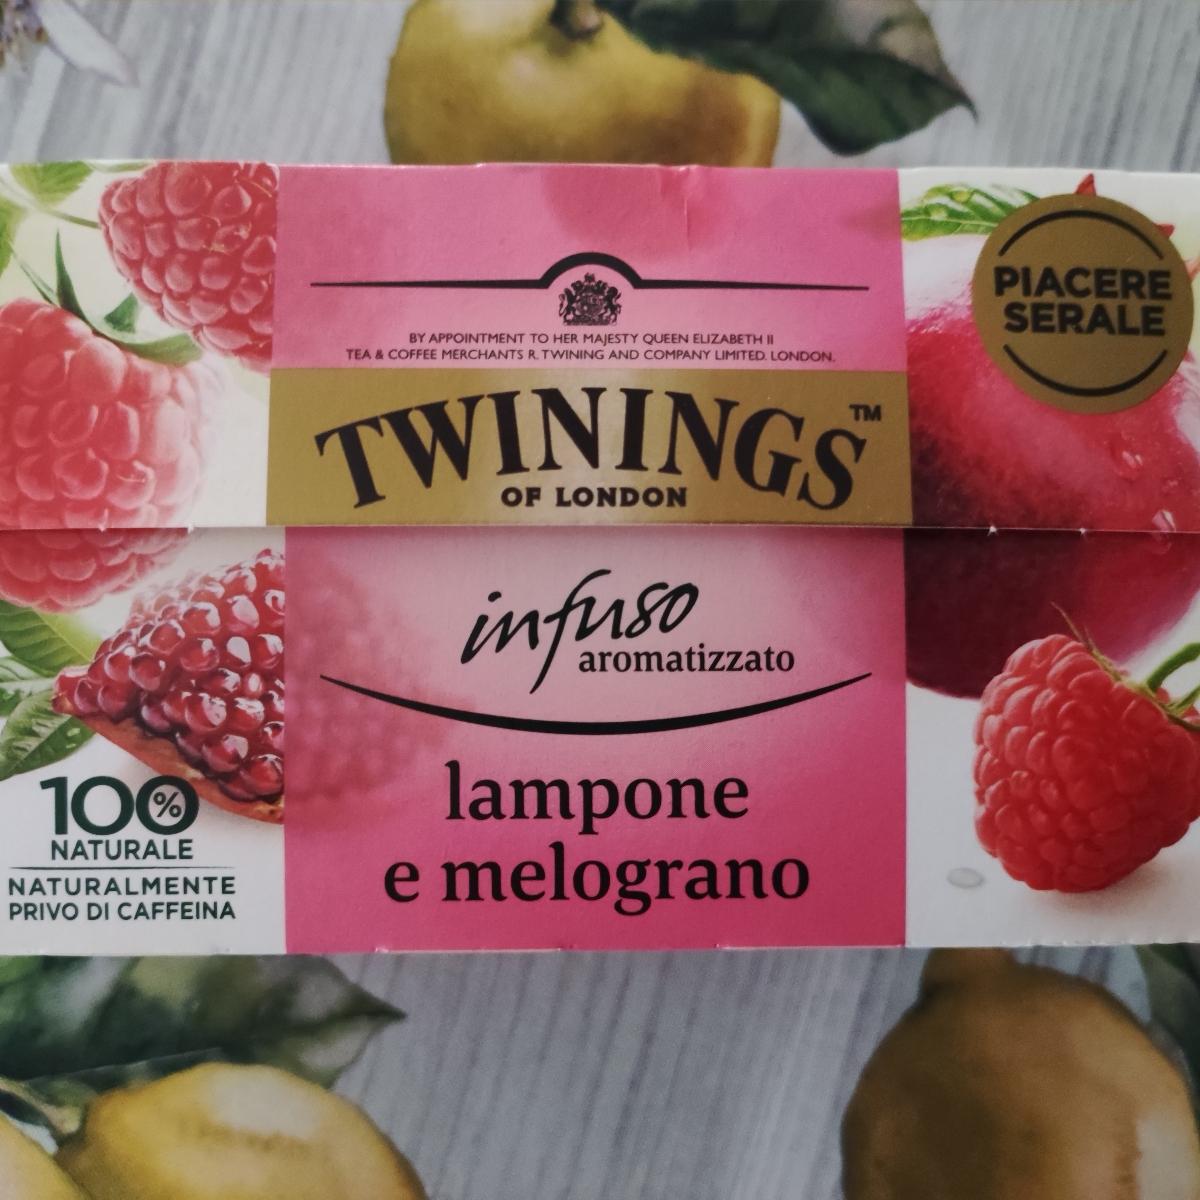 PIACERE
SERALE
BY APPOINTMENT TO HER MAJESTY QUEEN ELIZABETH II
TEA & COFFEE MERCHANTS R. TWINING AND COMPANY LIMITED. LONDON.
TWININGS™
OF LONDON
infuso
aromatizzato
lampone
e melograno
100%
NATURALE
NATURALMENTE
PRIVO DI CAFFEINA